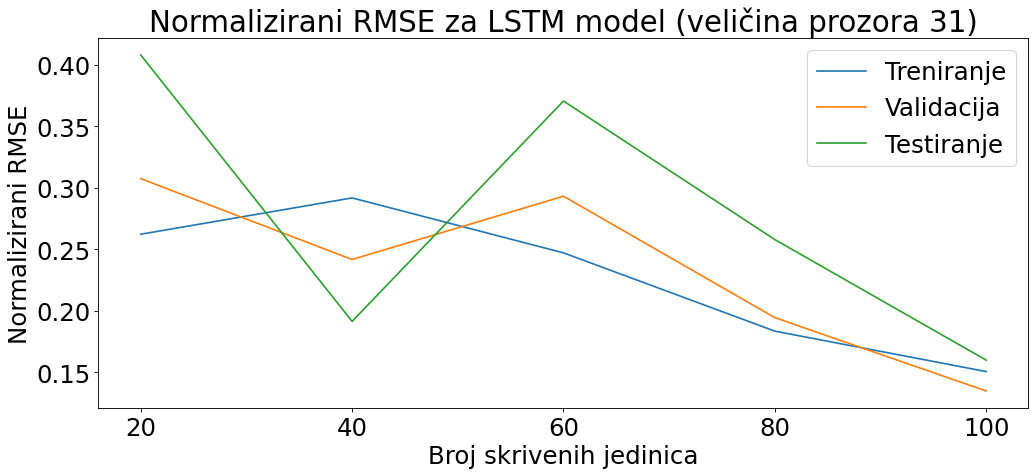 Normalizirani RMSE za LSTM model (veličina prozora 31)
Normalizirani RMSE
0.40
0.35
0.30
0.25
0.20
0.15
Treniranje
Validacija
Testiranje
20 40 60 80 100
Broj skrivenih jedinica